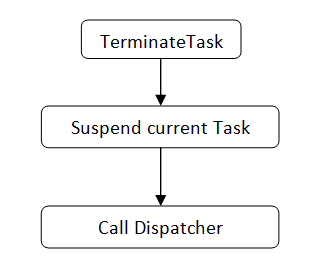 TerminateTask
Suspend current Task
Call Dispatcher